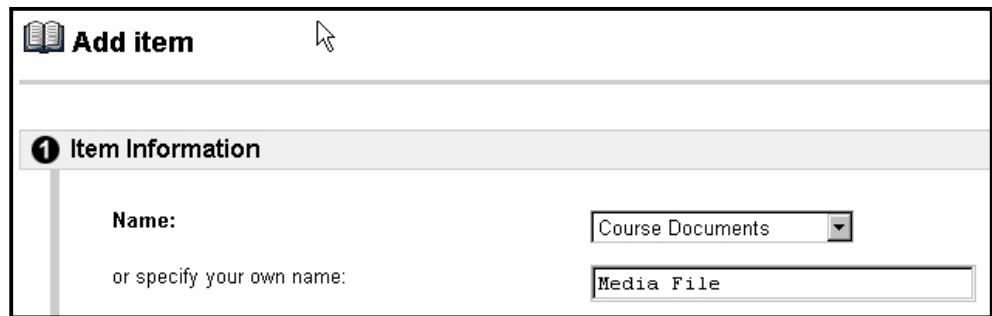 Add item
1 Item Information
Name: Course Documents
or specify your own name: Media File